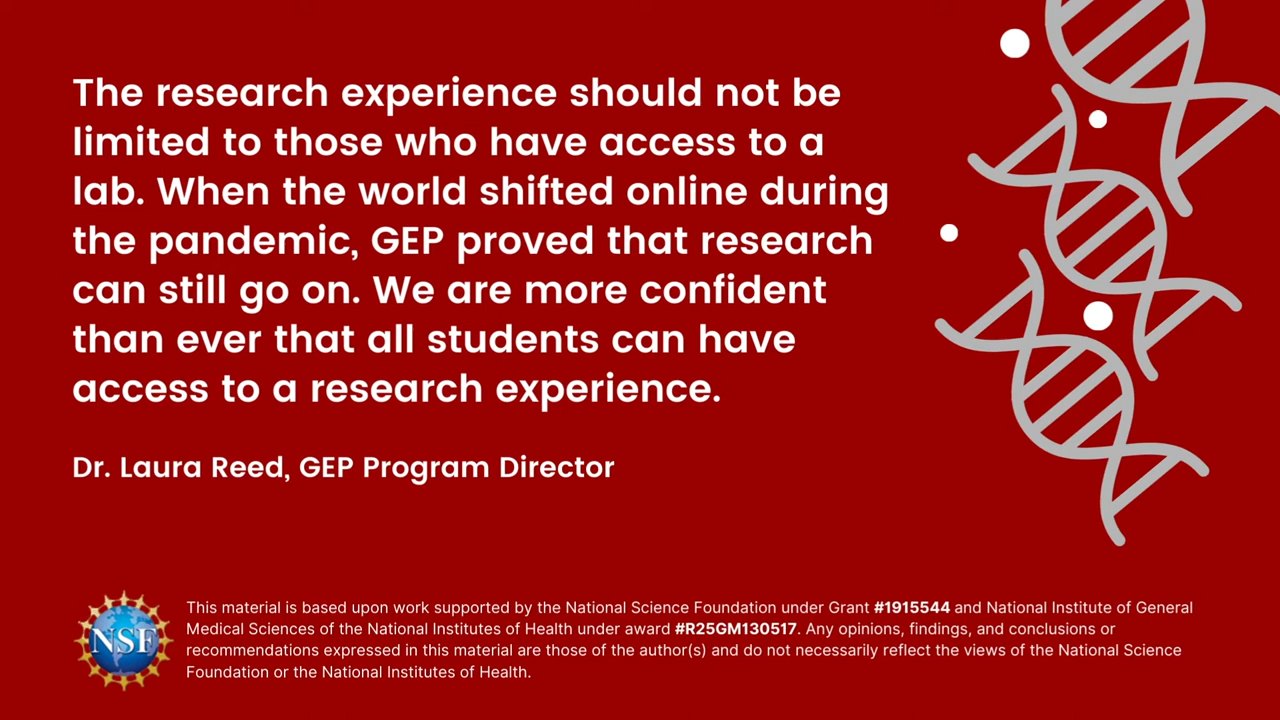 The research experience should not be
limited to those who have access to a
lab. When the world shifted online during
the pandemic, GEP proved that research
can still go on. We are more confident
than ever that all students can have
access to a research experience.
Dr. Laura Reed, GEP Program Director
NSF
This material is based upon work supported by the National Science Foundation under Grant #1915544 and National Institute of General
Medical Sciences of the National Institutes of Health under award #R25GM130517. Any opinions, findings, and conclusions or
recommendations expressed in this material are those of the author(s) and do not necessarily reflect the views of the National Science
Foundation or the National Institutes of Health.